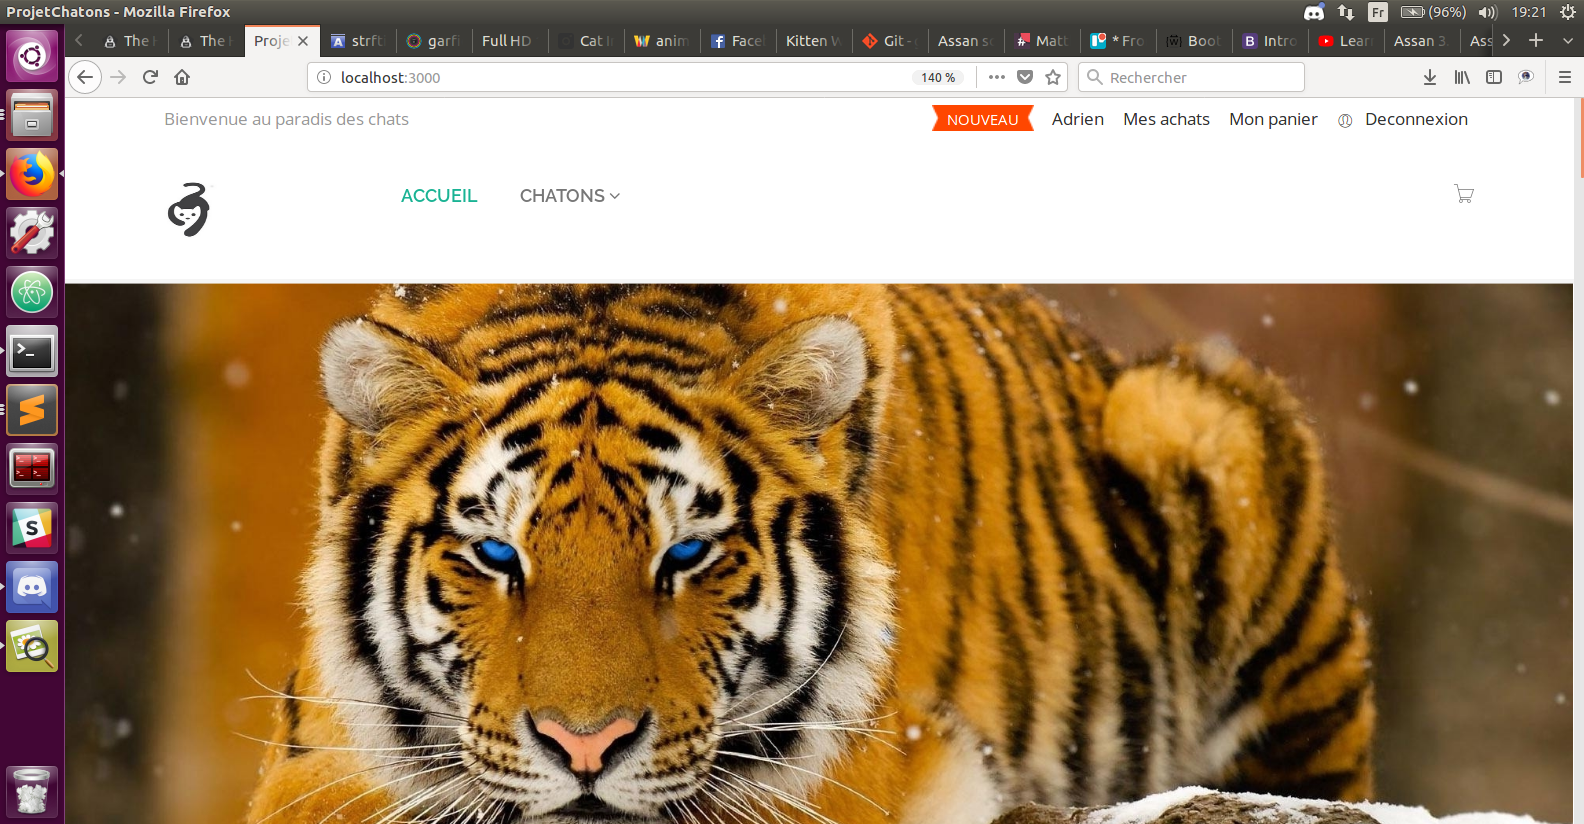 ProjetChatons - Mozilla Firefox
Fr (96%) 19:21
The H The H Proje strft garfi Full HD Cat I anim Face Kitten W Git - Assan s Matt * Fro Boot Intro Lear Assan 3 Ass
localhost:3000 140 % Rechercher
Bienvenue au paradis des chats NOUVEAU Adrien Mes achats Mon panier Deconnexion
ACCUEIL CHATONS